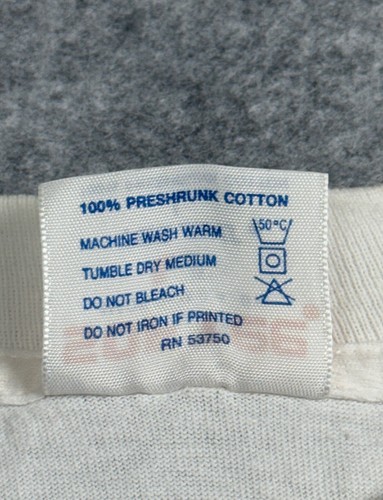 100% PRESHRUNK COTTON
MACHINE WASH WARM
50°C
TUMBLE DRY MEDIUM
DO NOT BLEACH
DO NOT IRON IF PRINTED
RN 53750